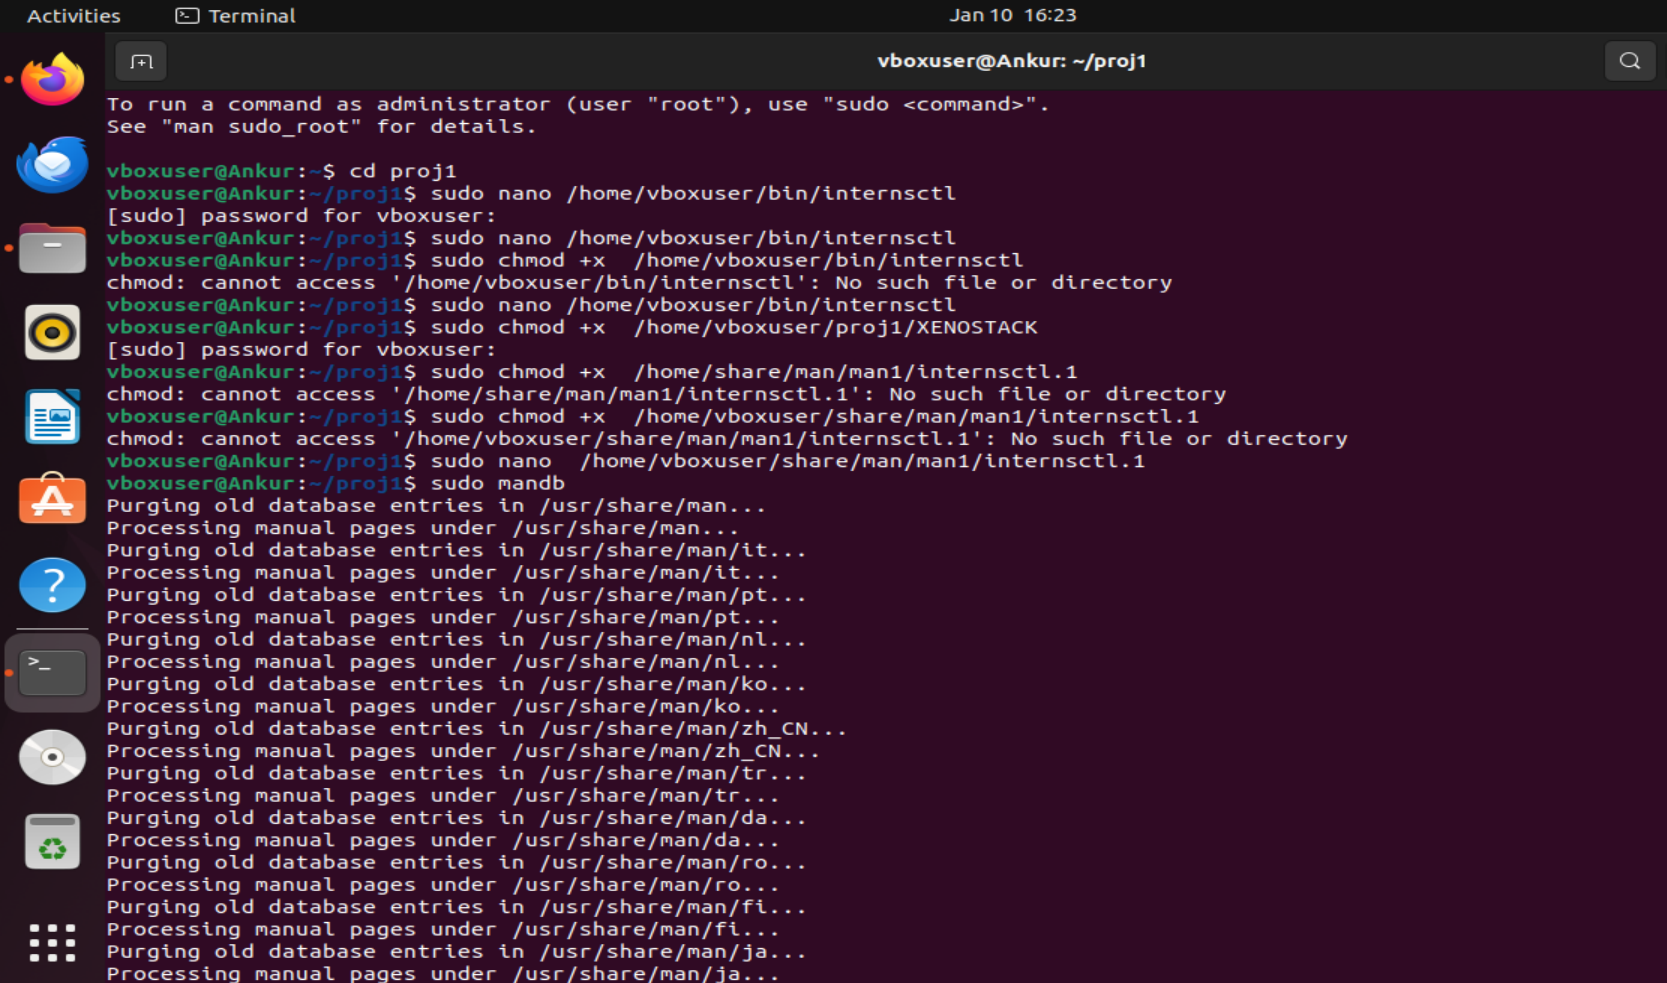 Activities Terminal Jan 10 16:23
vboxuser@Ankur: ~/proj1
To run a command as administrator (user "root"), use "sudo <command>".
See "man sudo_root" for details.
vboxuser@Ankur:~$ cd proj1
vboxuser@Ankur:~/proj1$ sudo nano /home/vboxuser/bin/internsctl
[sudo] password for vboxuser:
vboxuser@Ankur:~/proj1$ sudo nano /home/vboxuser/bin/internsctl
vboxuser@Ankur:~/proj1$ sudo chmod +x  /home/vboxuser/bin/internsctl
chmod: cannot access '/home/vboxuser/bin/internsctl': No such file or directory
vboxuser@Ankur:~/proj1$ sudo nano /home/vboxuser/bin/internsctl
vboxuser@Ankur:~/proj1$ sudo chmod +x  /home/vboxuser/proj1/XENOSTACK
[sudo] password for vboxuser:
vboxuser@Ankur:~/proj1$ sudo chmod +x  /home/share/man/man1/internsctl.1
chmod: cannot access '/home/share/man/man1/internsctl.1': No such file or directory
vboxuser@Ankur:~/proj1$ sudo chmod +x  /home/vboxuser/share/man/man1/internsctl.1
chmod: cannot access '/home/vboxuser/share/man/man1/internsctl.1': No such file or directory
vboxuser@Ankur:~/proj1$ sudo nano  /home/vboxuser/share/man/man1/internsctl.1
vboxuser@Ankur:~/proj1$ sudo mandb
Purging old database entries in /usr/share/man...
Processing manual pages under /usr/share/man...
Purging old database entries in /usr/share/man/it...
Processing manual pages under /usr/share/man/it...
Purging old database entries in /usr/share/man/pt...
Processing manual pages under /usr/share/man/pt...
Purging old database entries in /usr/share/man/nl...
Processing manual pages under /usr/share/man/nl...
Purging old database entries in /usr/share/man/ko...
Processing manual pages under /usr/share/man/ko...
Purging old database entries in /usr/share/man/zh_CN...
Processing manual pages under /usr/share/man/zh_CN...
Purging old database entries in /usr/share/man/tr...
Processing manual pages under /usr/share/man/tr...
Purging old database entries in /usr/share/man/da...
Processing manual pages under /usr/share/man/da...
Purging old database entries in /usr/share/man/ro...
Processing manual pages under /usr/share/man/ro...
Purging old database entries in /usr/share/man/fi...
Processing manual pages under /usr/share/man/fi...
Purging old database entries in /usr/share/man/ja...
Processing manual pages under /usr/share/man/ja...